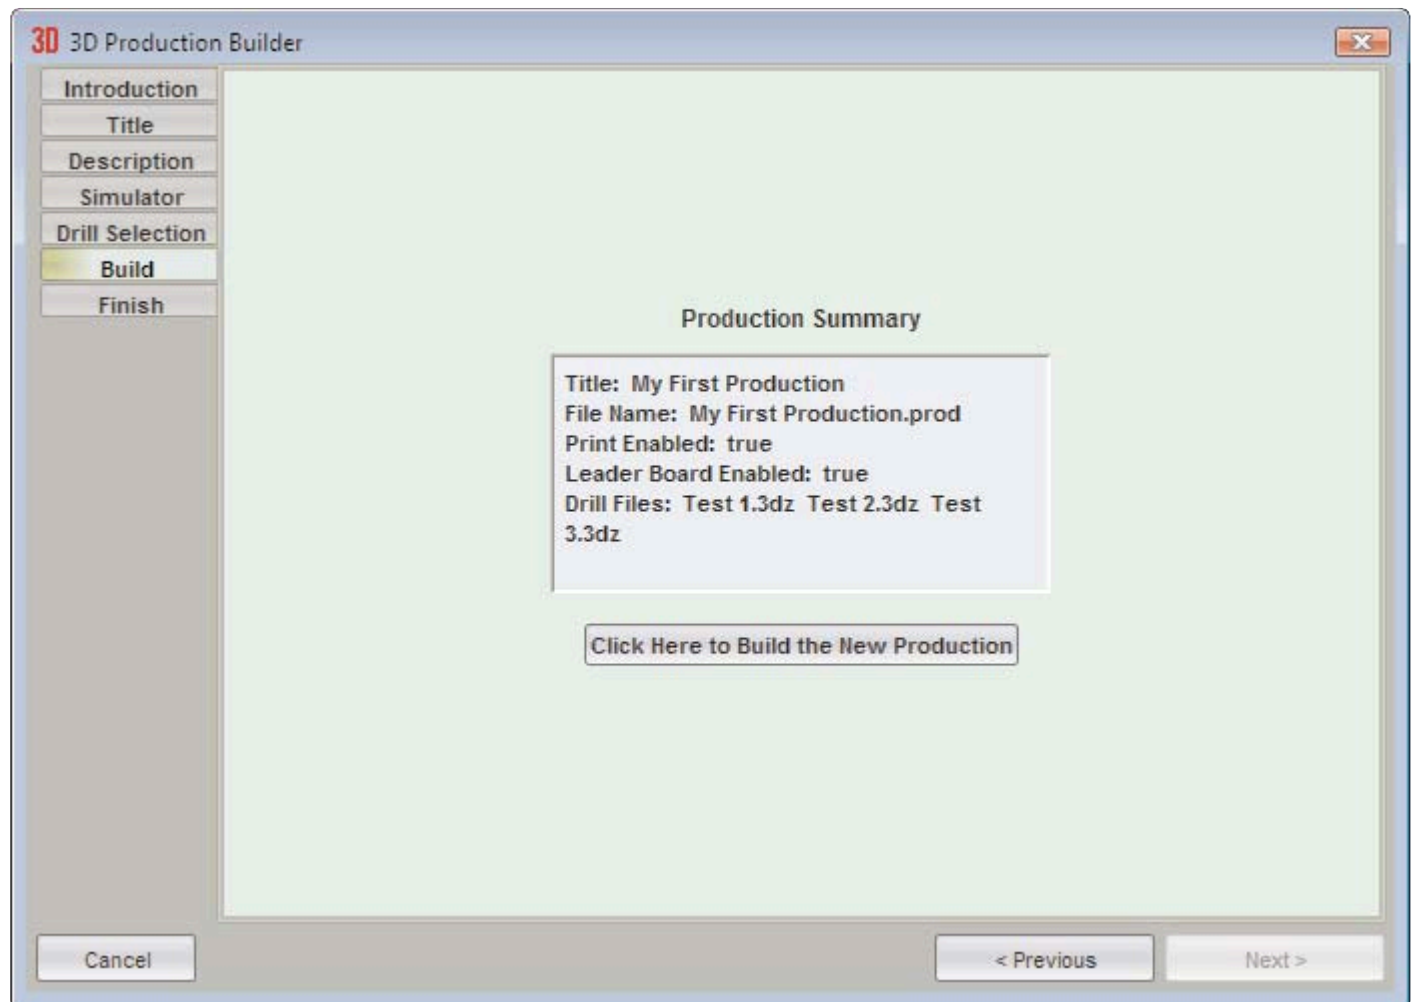 3D 3D Production Builder
Introduction
Title
Description
Simulator
Drill Selection
Build
Finish
Production Summary
Title: My First Production
File Name: My First Production.prod
Print Enabled: true
Leader Board Enabled: true
Drill Files: Test 1.3dz Test 2.3dz Test
3.3dz
Click Here to Build the New Production
Cancel
< Previous
Next >